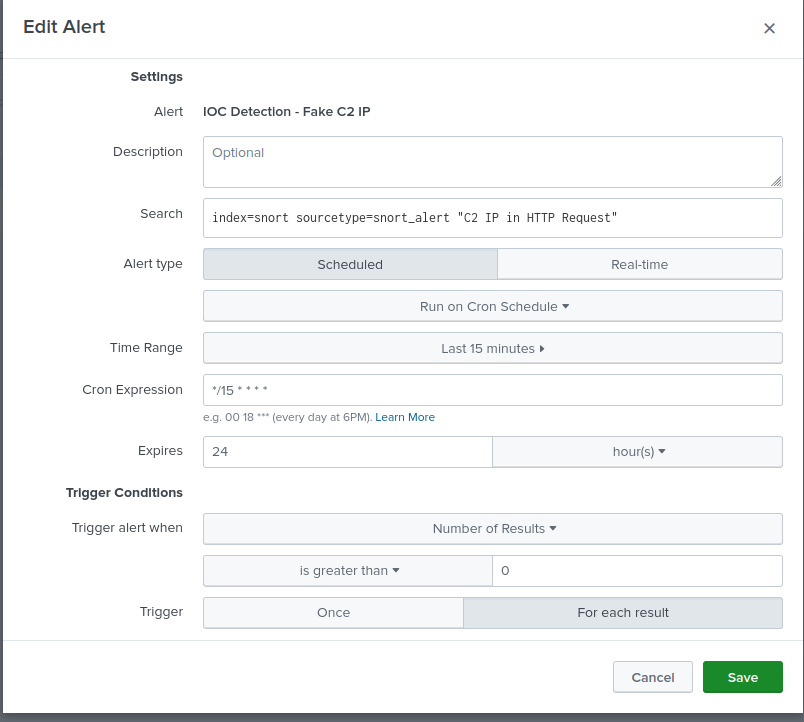 Edit Alert
Settings
Alert IOC Detection - Fake C2 IP
Description Optional
Search index=snort sourcetype=snort_alert "C2 IP in HTTP Request"
Alert type Scheduled Real-time
Run on Cron Schedule
Time Range Last 15 minutes
Cron Expression */15 * * * *
e.g. 00 18 *** (every day at 6PM). Learn More
Expires 24 hour(s)
Trigger Conditions
Trigger alert when Number of Results
is greater than 0
Trigger Once For each result
Cancel Save